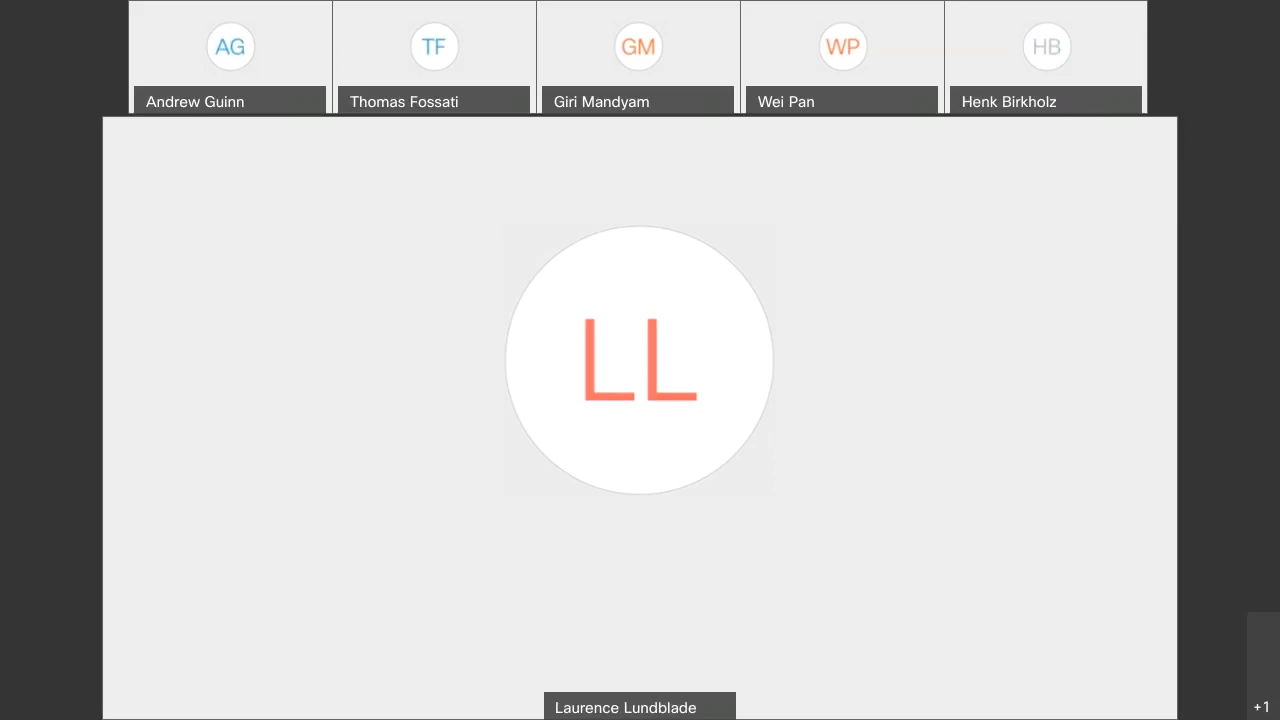 AG
TF
GM
WP
HB
Andrew Guinn
Thomas Fossati
Giri Mandyam
Wei Pan
Henk Birkholz
LL
Laurence Lundblade
+1